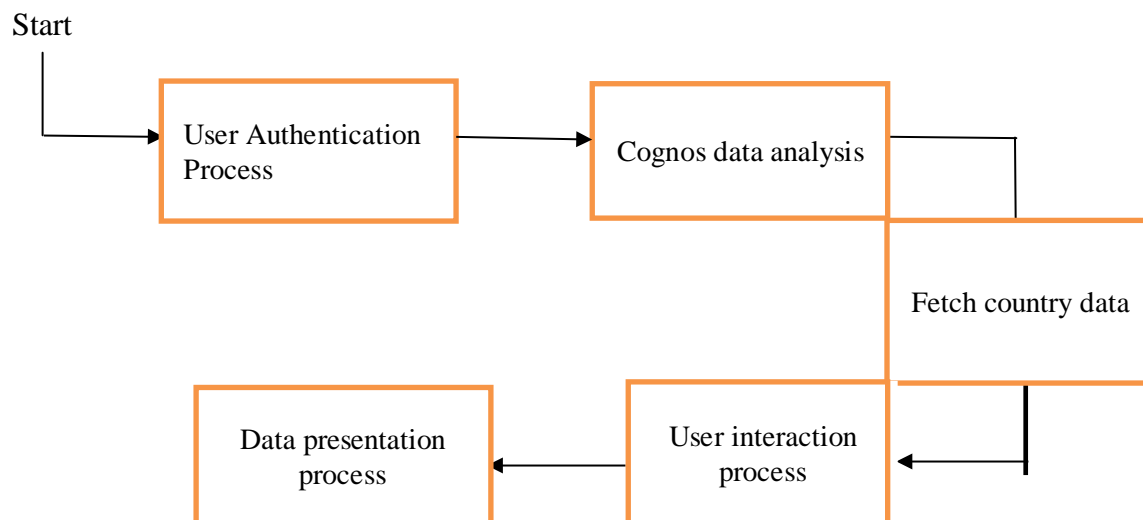 Start
User Authentication
Process
Cognos data analysis
Fetch country data
User interaction
process
Data presentation
process